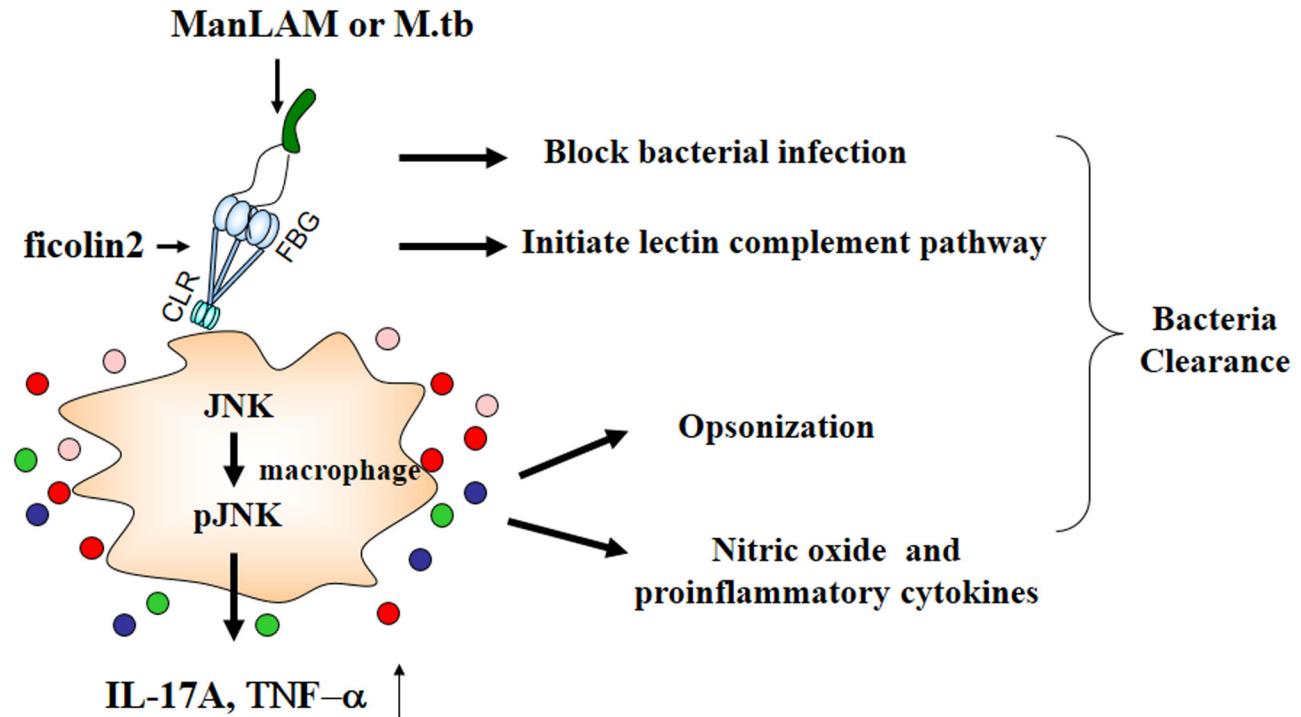 ManLAM or M.tb
Block bacterial infection
ficolin2
FBG
Initiate lectin complement pathway
CLR
Bacteria
Clearance
JNK
Opsonization
macrophage
pJNK
Nitric oxide and
proinflammatory cytokines
IL-17A, TNF–α